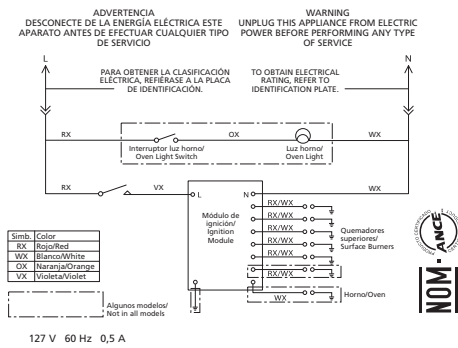 ADVERTENCIA
DESCONECTE DE LA ENERGÍA ELÉCTRICA ESTE
APARATO ANTES DE EFECTUAR CUALQUIER TIPO
DE SERVICIO
WARNING
UNPLUG THIS APPLIANCE FROM ELECTRIC
POWER BEFORE PERFORMING ANY TYPE
OF SERVICE
L
N
PARA OBTENER LA CLASIFICACIÓN
ELÉCTRICA, REFIÉRASE A LA PLACA
DE IDENTIFICACIÓN.
TO OBTAIN ELECTRICAL
RATING, REFER TO
IDENTIFICATION PLATE.
RX
OX
WX
Interruptor luz horno/
Oven Light Switch
Luz horno/
Oven Light
RX
VX
L
N
WX
Módulo de
ignición/
Ignition
Module
RX/WX
RX/WX
RX/WX
RX/WX
RX/WX
RX/WX
Quemadores
superiores/
Surface Burners
WX
Horno/Oven
Simb. Color
RX Rojo/Red
WX Blanco/White
OX Naranja/Orange
VX Violeta/Violet
Algunos modelos/
Not in all models
NOM - ANCE
PRODUCTO CERTIFICADO
127 V 60 Hz 0,5 A